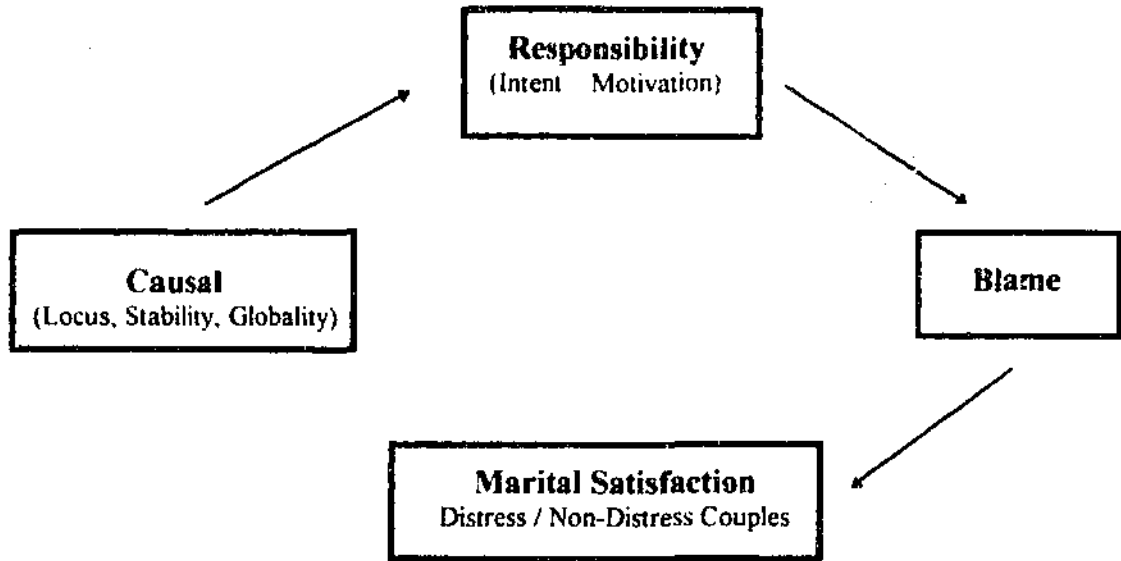 Responsibility
(Intent Motivation)
Causal
(Locus, Stability, Globality)
Blame
Marital Satisfaction
Distress / Non-Distress Couples